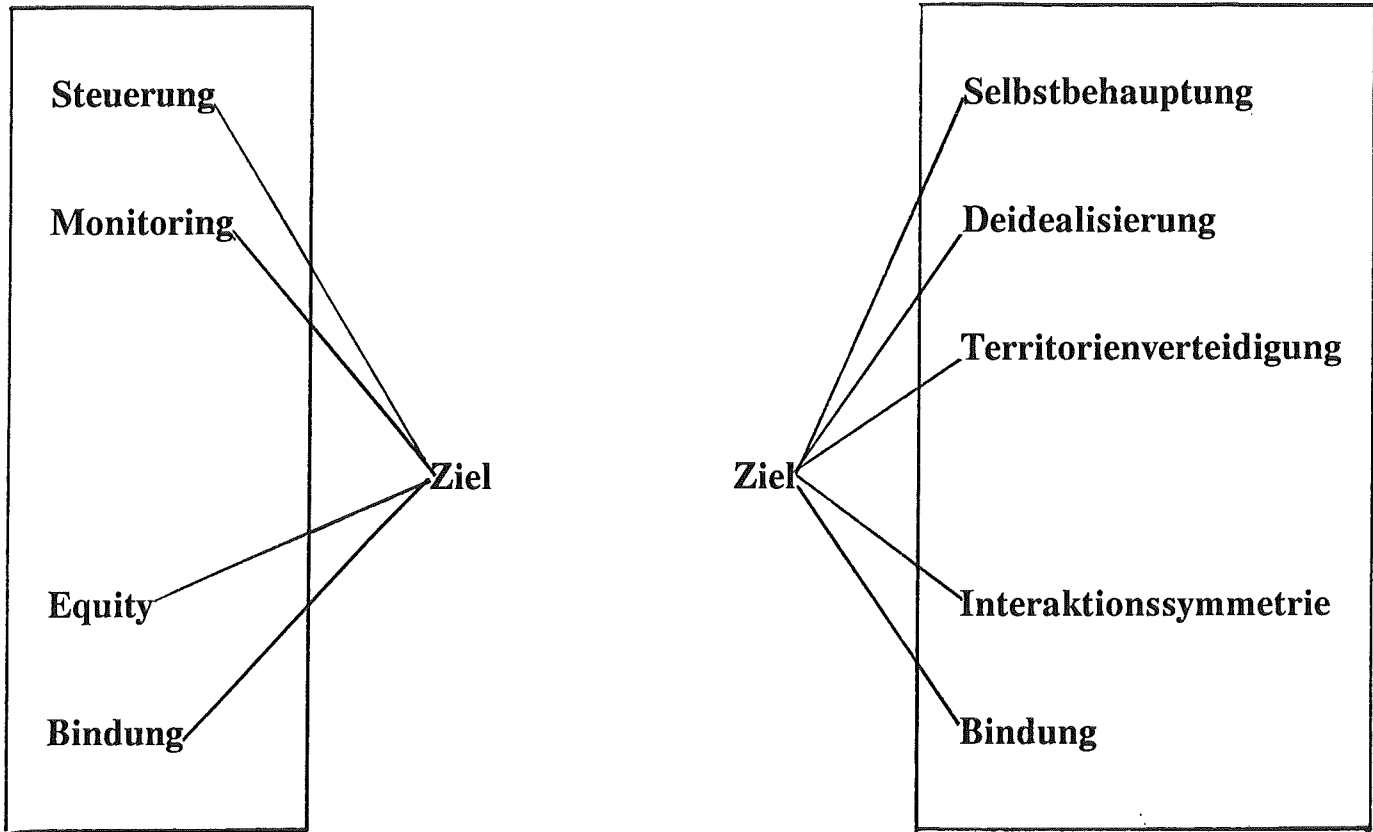 Steuerung
Monitoring
Ziel
Equity
Bindung
Selbstbehauptung
Deidealisierung
Territorienverteidigung
Ziel
Interaktionssymmetrie
Bindung